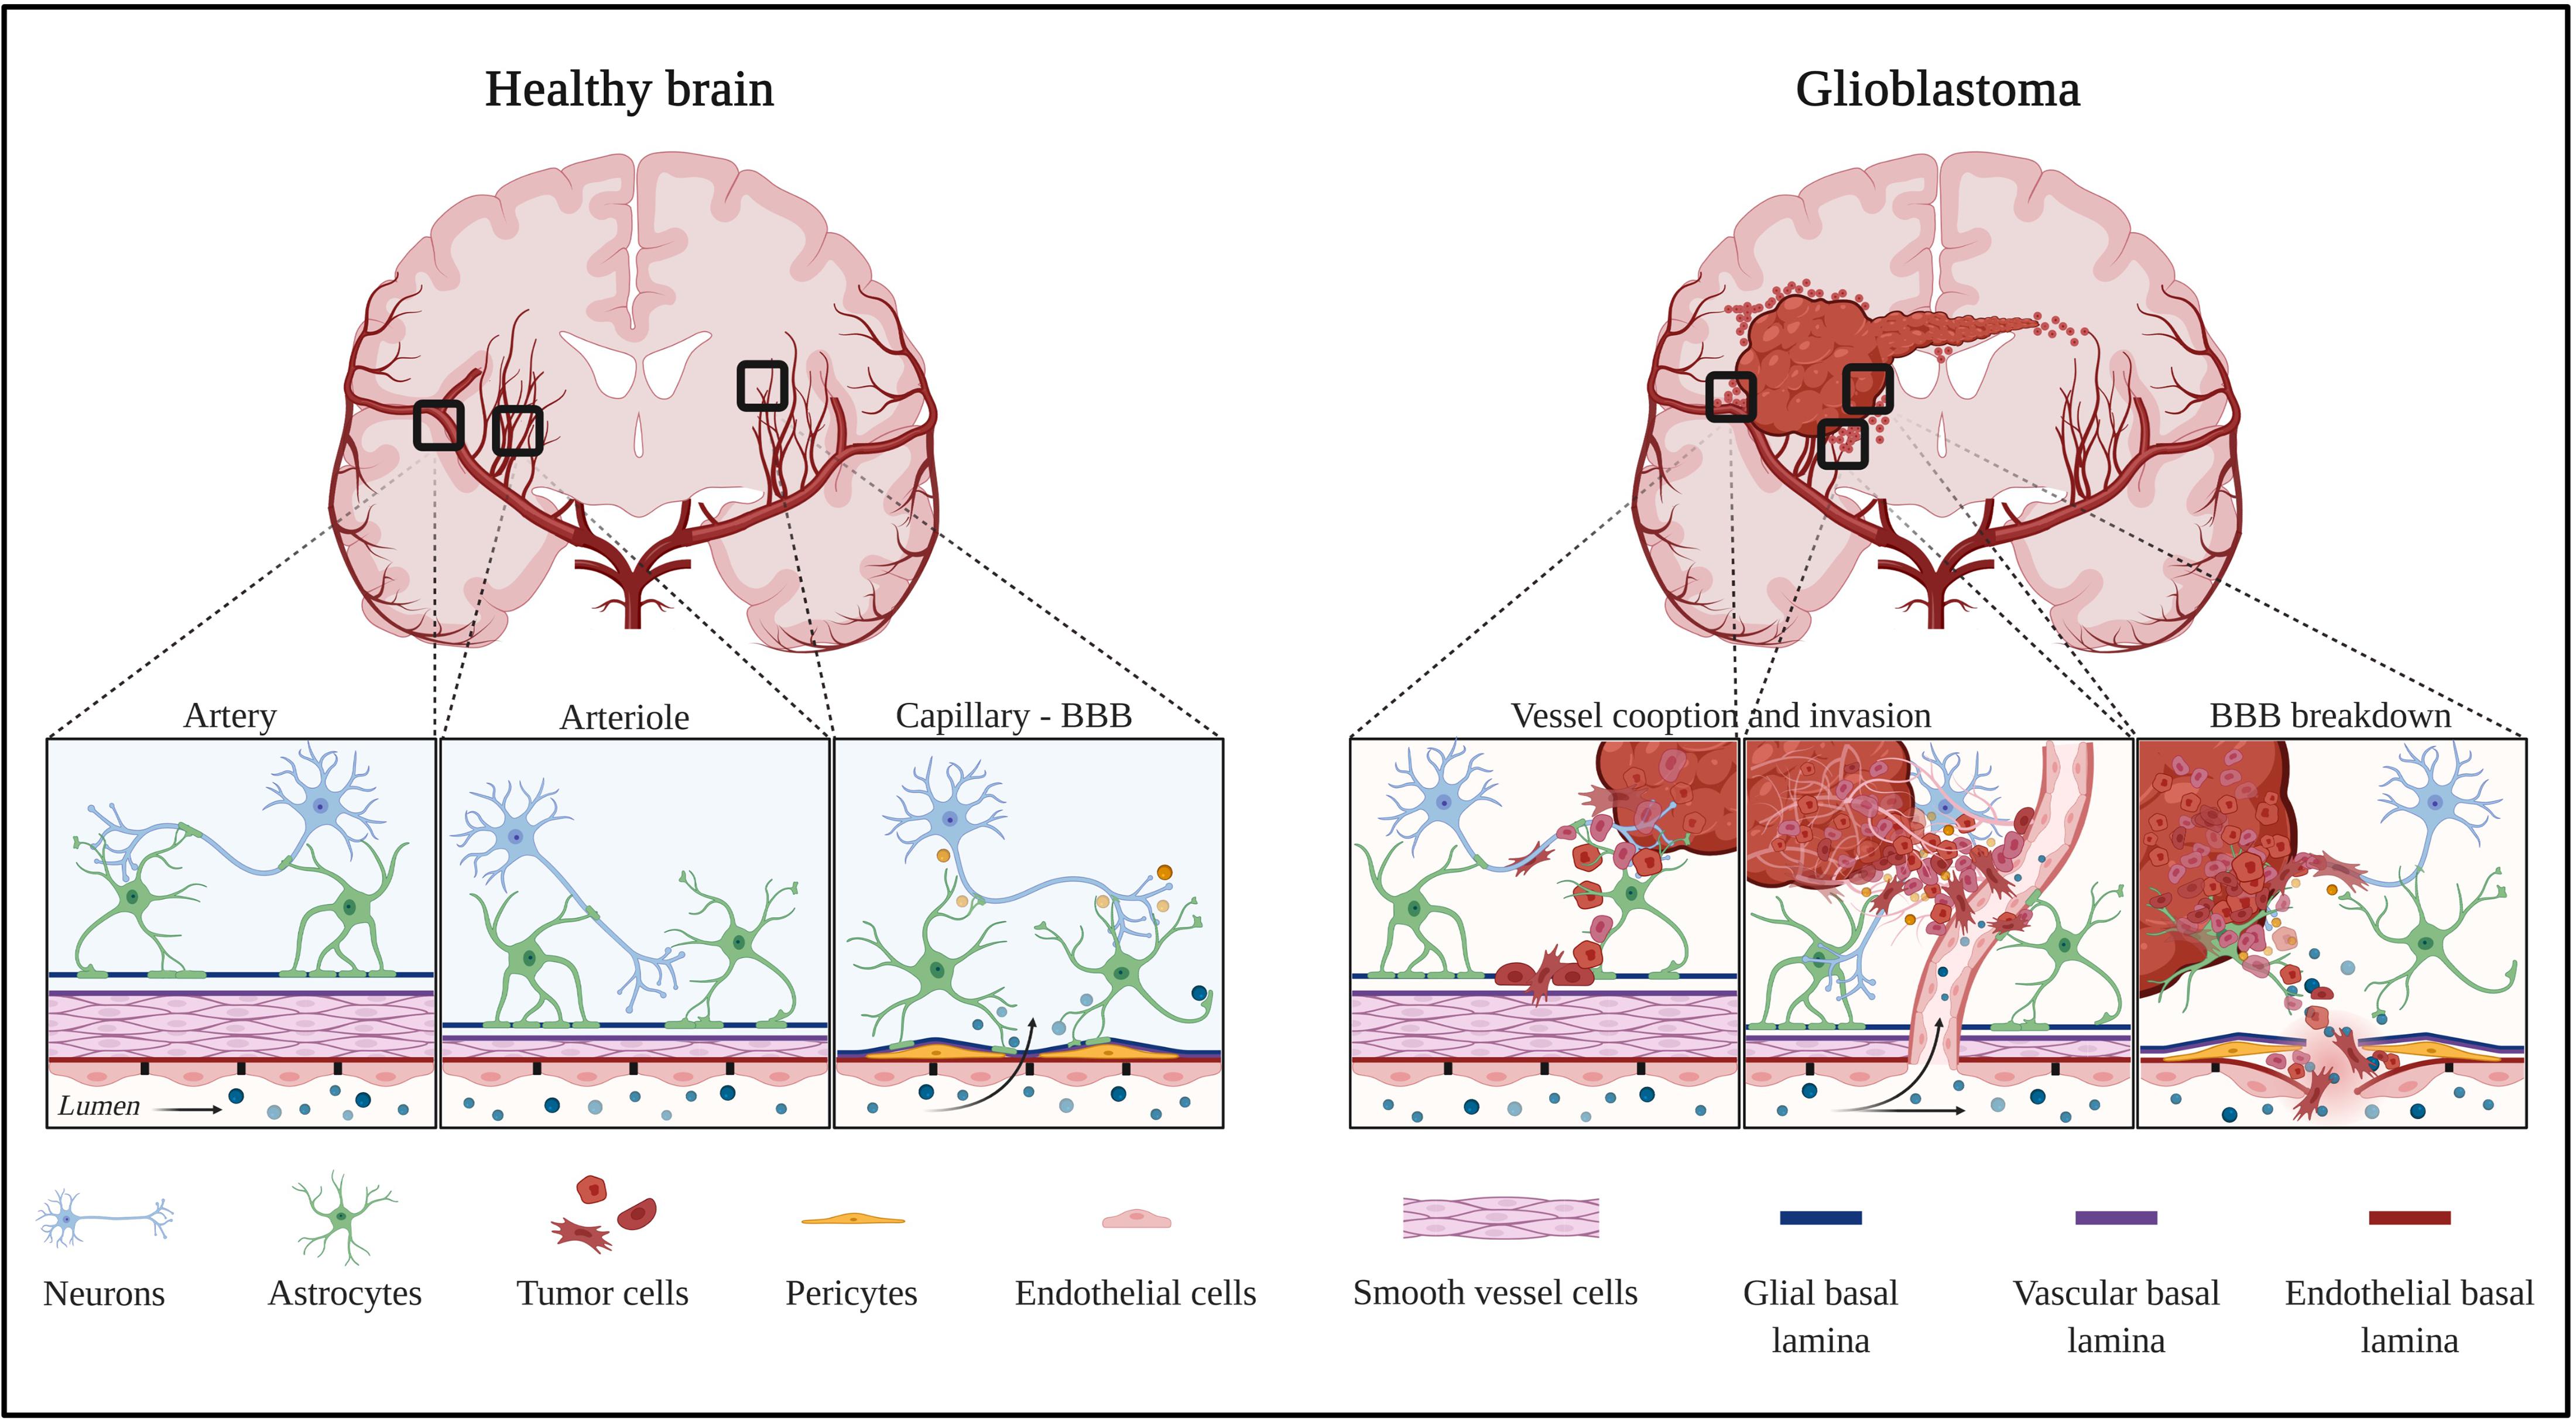 Healthy brain
Glioblastoma
Artery
Arteriole
Capillary - BBB
Vessel cooption and invasion
BBB breakdown
Lumen
Neurons
Astrocytes
Tumor cells
Pericytes
Endothelial cells
Smooth vessel cells
Glial basal
lamina
Vascular basal
lamina
Endothelial basal
lamina